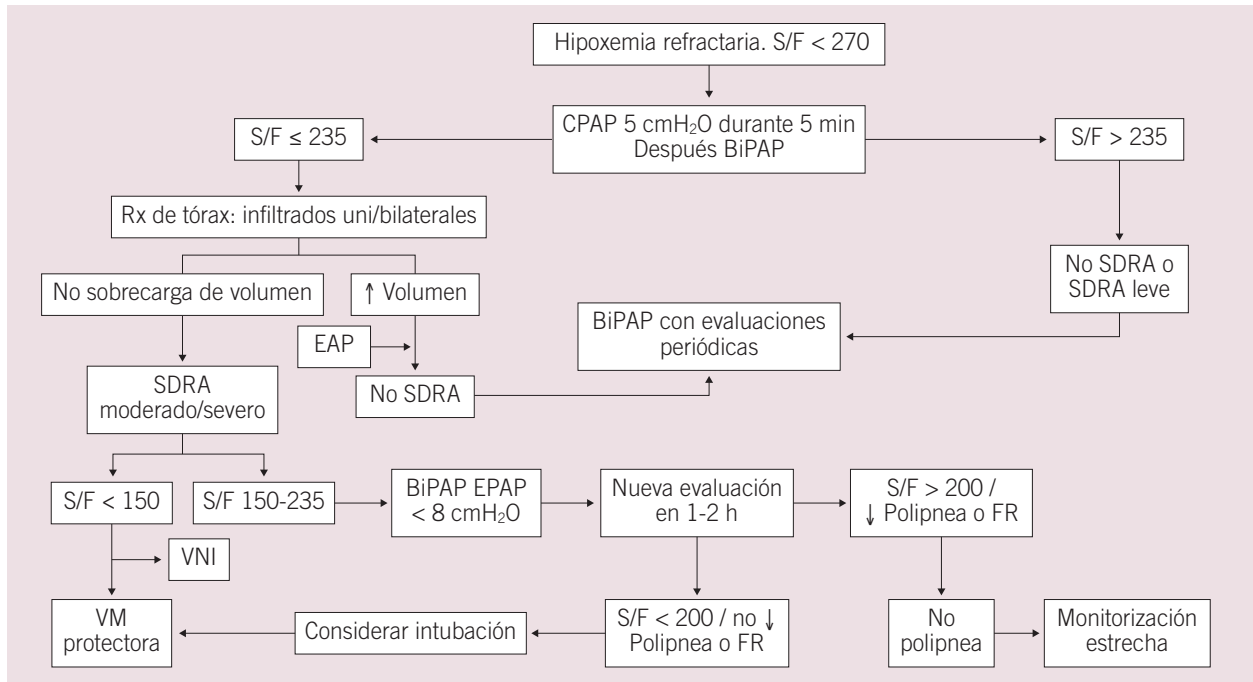 Hipoxemia refractaria. S/F < 270
CPAP 5 cmH₂O durante 5 min
Después BiPAP
S/F ≤ 235
S/F > 235
Rx de tórax: infiltrados uni/bilaterales
No sobrecarga de volumen
↑ Volumen
No SDRA o
SDRA leve
EAP
BiPAP con evaluaciones
periódicas
SDRA
moderado/severo
No SDRA
S/F < 150
S/F 150-235
BiPAP EPAP
< 8 cmH₂O
Nueva evaluación
en 1-2 h
S/F > 200 /
↓ Polipnea o FR
VNI
VM
protectora
Considerar intubación
S/F < 200 / no ↓
Polipnea o FR
No
polipnea
Monitorización
estrecha